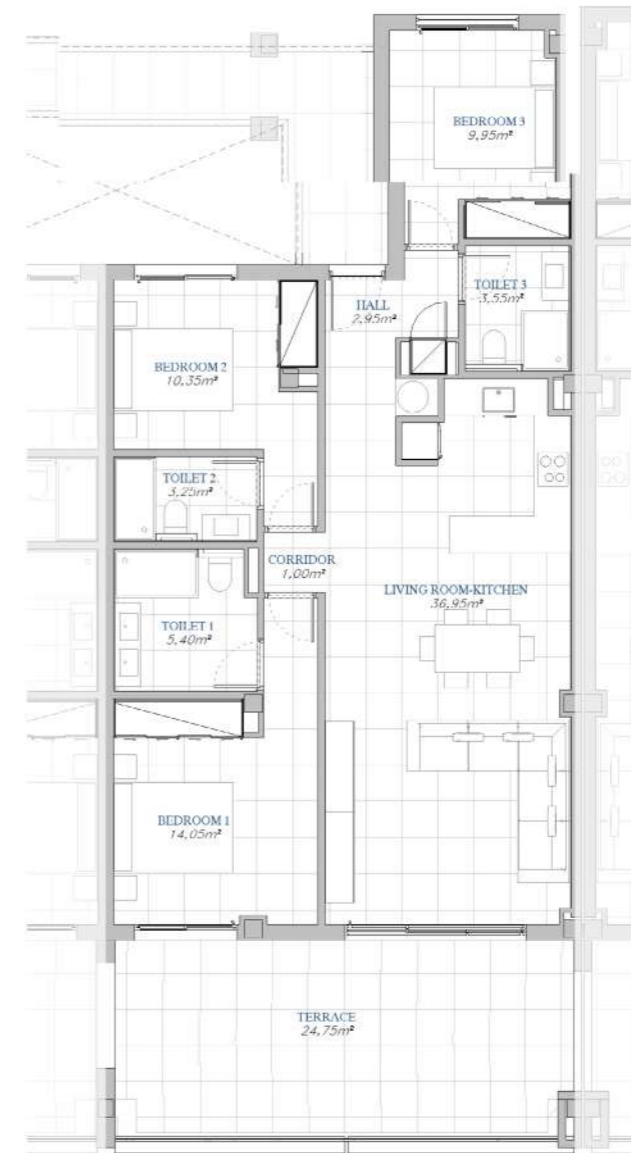 BEDROOM 3
9,95m²
TOILET 3
3,55m²
HALL
2,95m²
BEDROOM 2
10,35m²
TOILET 2
3,25m²
CORRIDOR
1,00m²
LIVING ROOM-KITCHEN
36,95m²
TOILET 1
5,40m²
BEDROOM 1
14,05m²
TERRACE
24,75m²